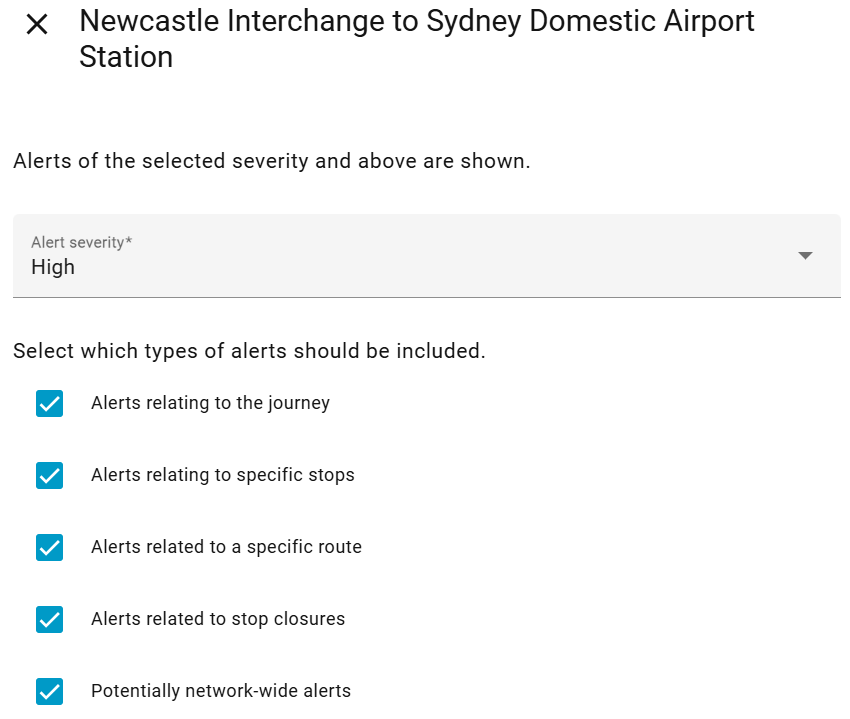 Newcastle Interchange to Sydney Domestic Airport
Station
Alerts of the selected severity and above are shown.
Alert severity*
High
Select which types of alerts should be included.
Alerts relating to the journey
Alerts relating to specific stops
Alerts related to a specific route
Alerts related to stop closures
Potentially network-wide alerts